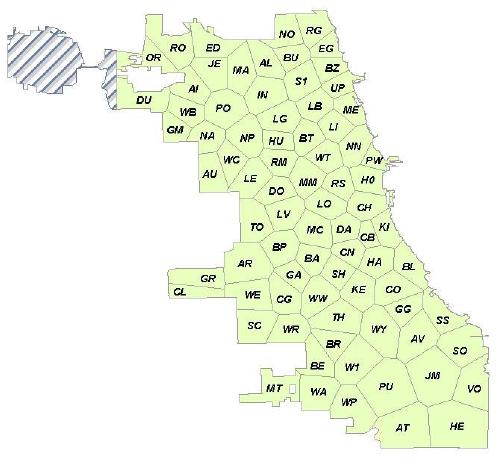 NO RG
RO ED EG
OR JE MA AL BU BZ
S1 UP
AI IN
DU PO LB ME
WB LG
GM NA NP HU BT LI NN
WC RM WT PW
AU LE MM RS H0
DO
LV LO CH
TO MC DA CB KI
BP CN
AR BA HA BL
GR GA SH
CL WE CG WW KE CO
GG
SC WR TH WY SS
BR AV SO
BE W1
MT WA WP PU JM VO
AT HE